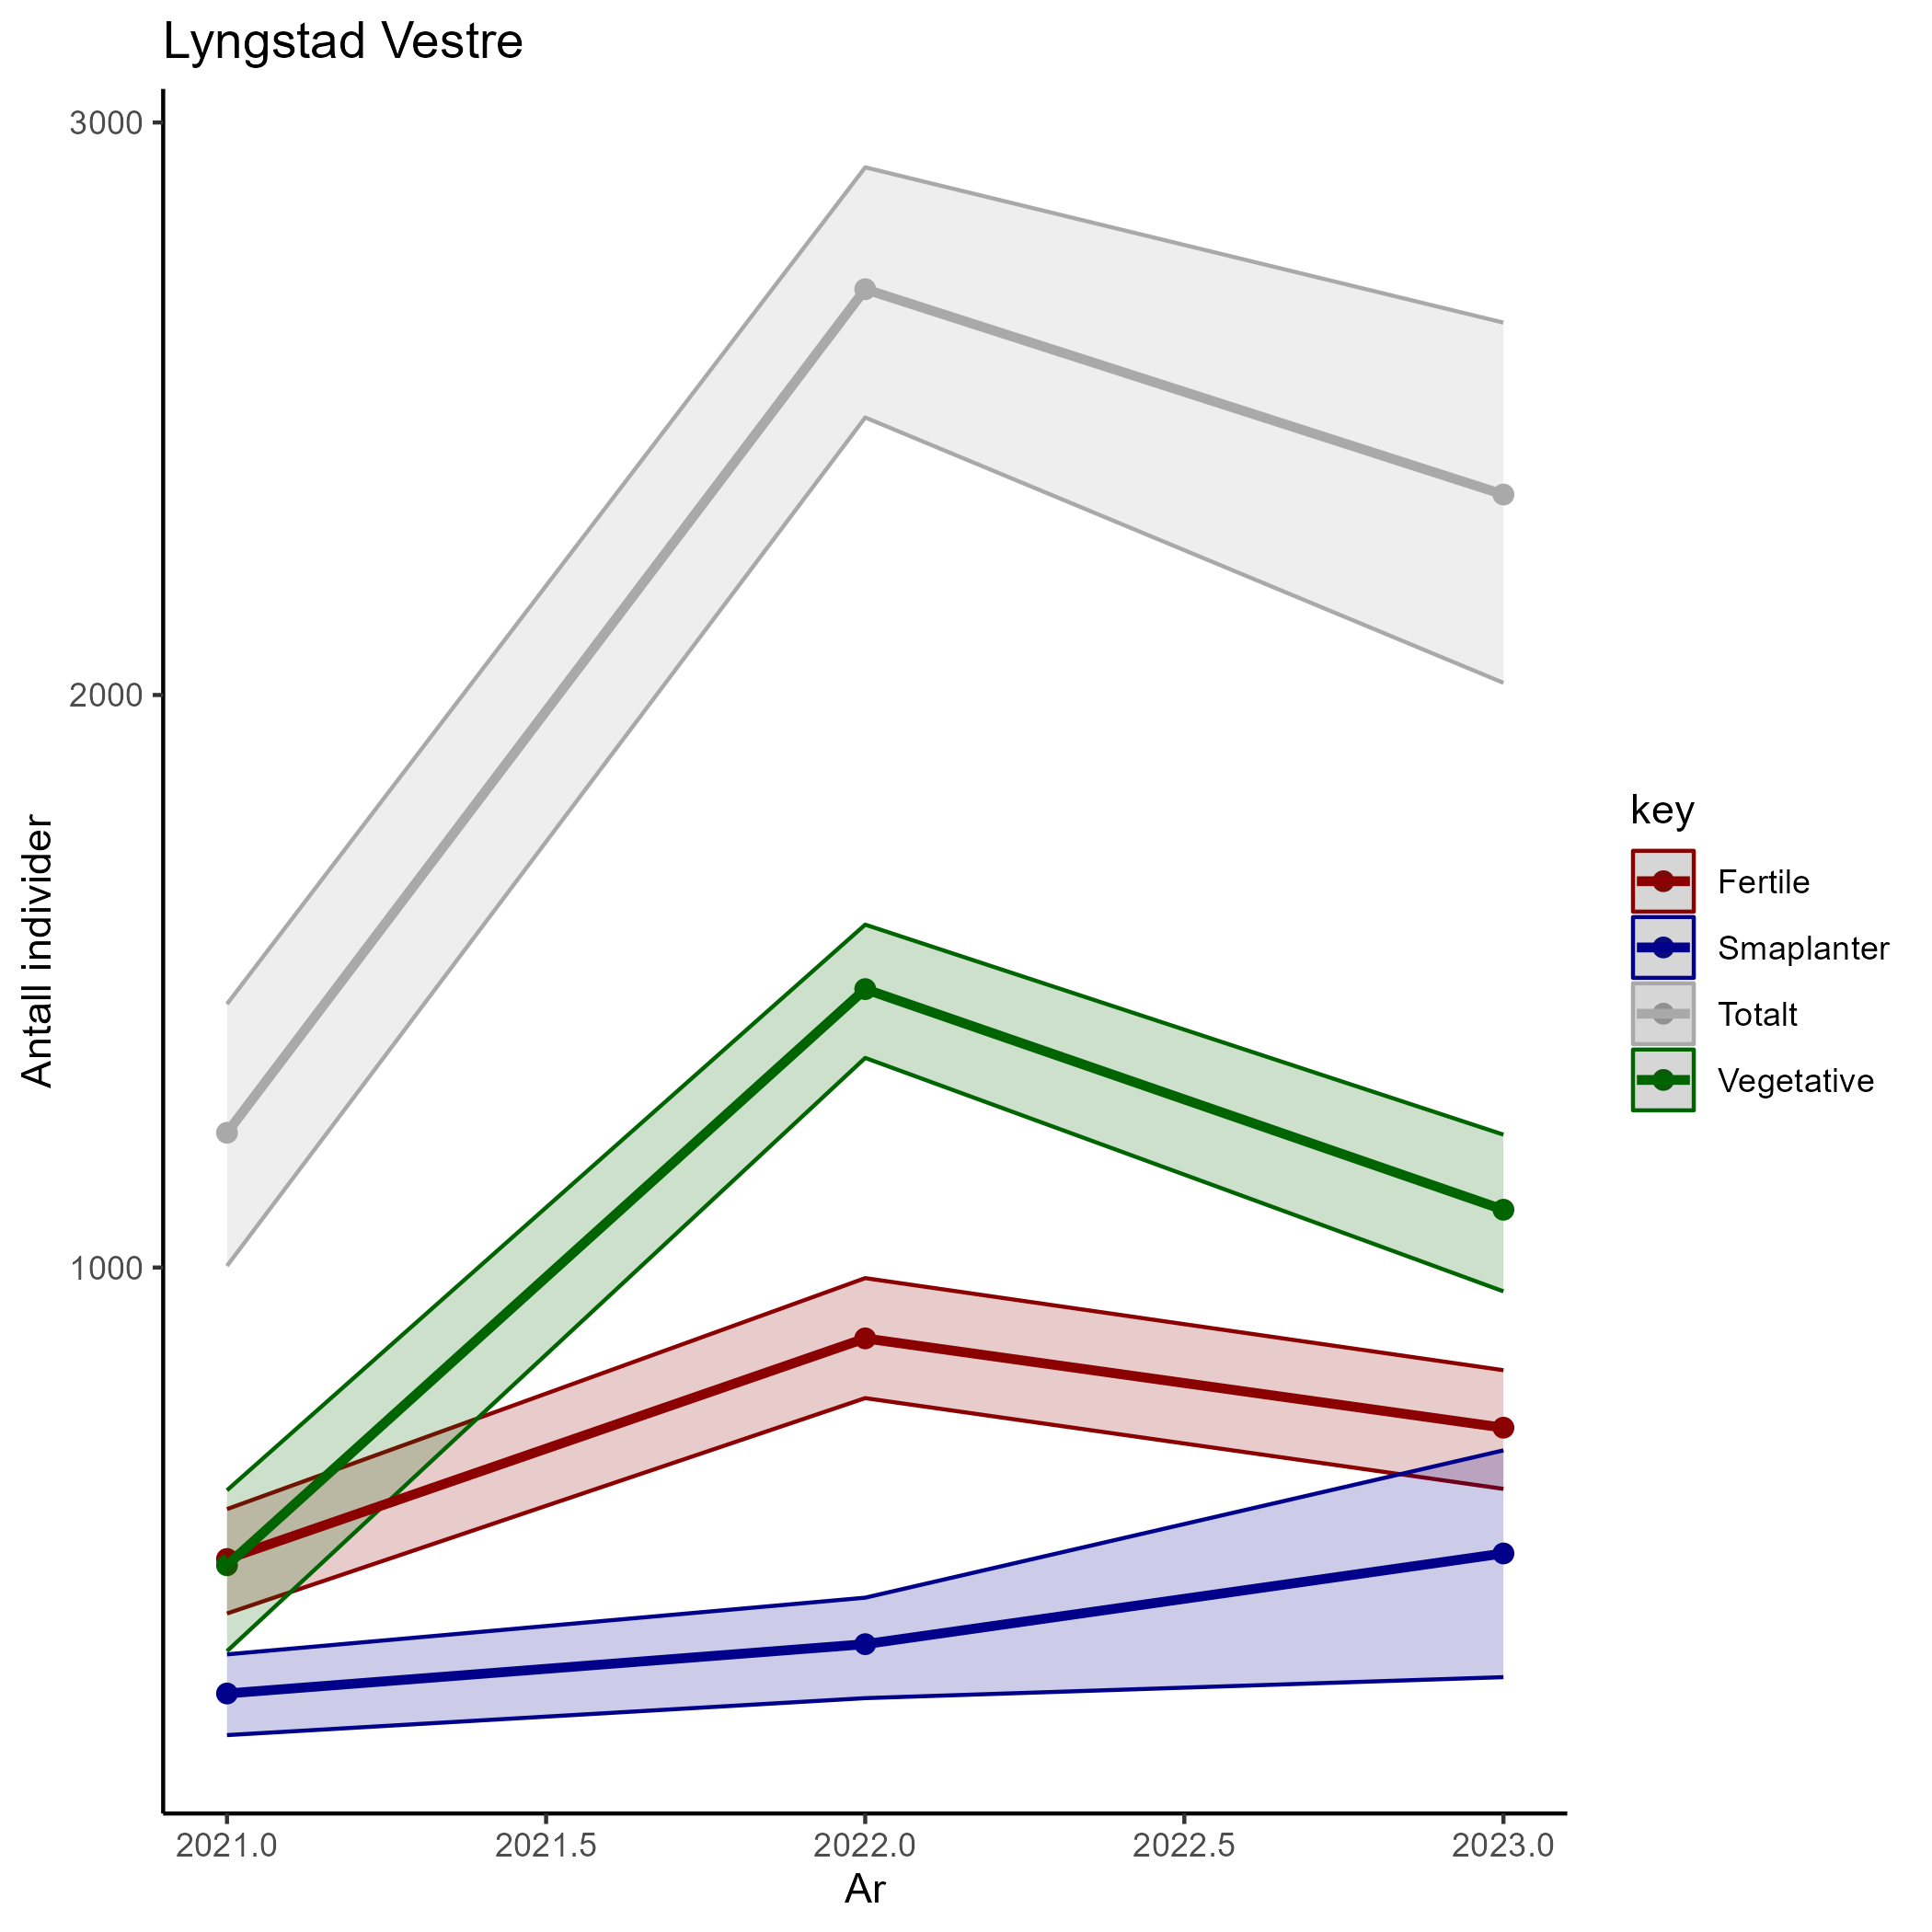 Lyngstad Vestre
3000
2000
1000
Antall individer
2021.0
2021.5
2022.0
2022.5
2023.0
Ar
key
Fertile
Smaplanter
Totalt
Vegetative